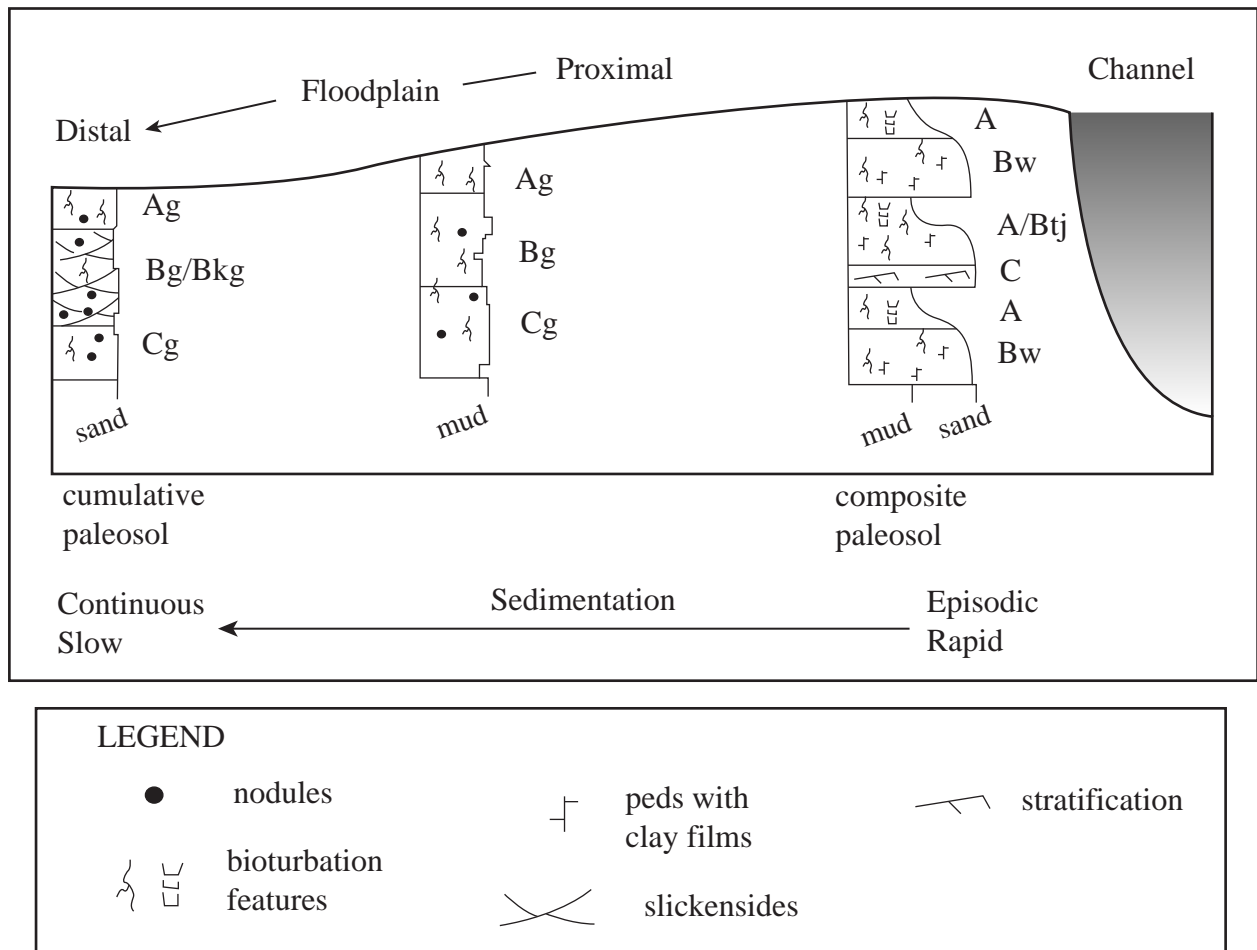 Proximal
Channel
Floodplain
Distal
Ag
Bg/Bkg
Cg
sand
Ag
Bg
Cg
mud
A
Bw
A/Btj
C
A
Bw
mud
sand
cumulative
paleosol
composite
paleosol
Continuous
Slow
Sedimentation
Episodic
Rapid
LEGEND
nodules
peds with
clay films
stratification
bioturbation
features
slickensides